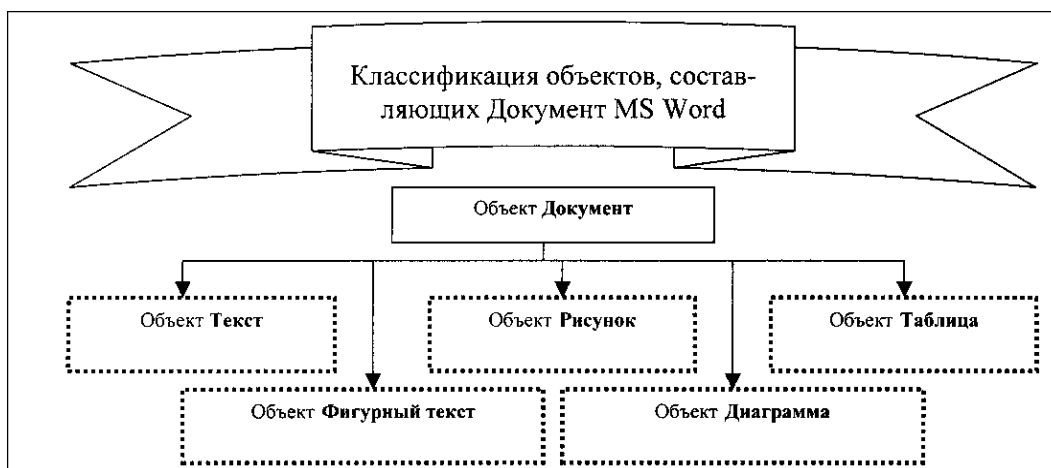 Классификация объектов, состав-
ляющих Документ MS Word
Объект Документ
Объект Текст
Объект Рисунок
Объект Таблица
Объект Фигурный текст
Объект Диаграмма